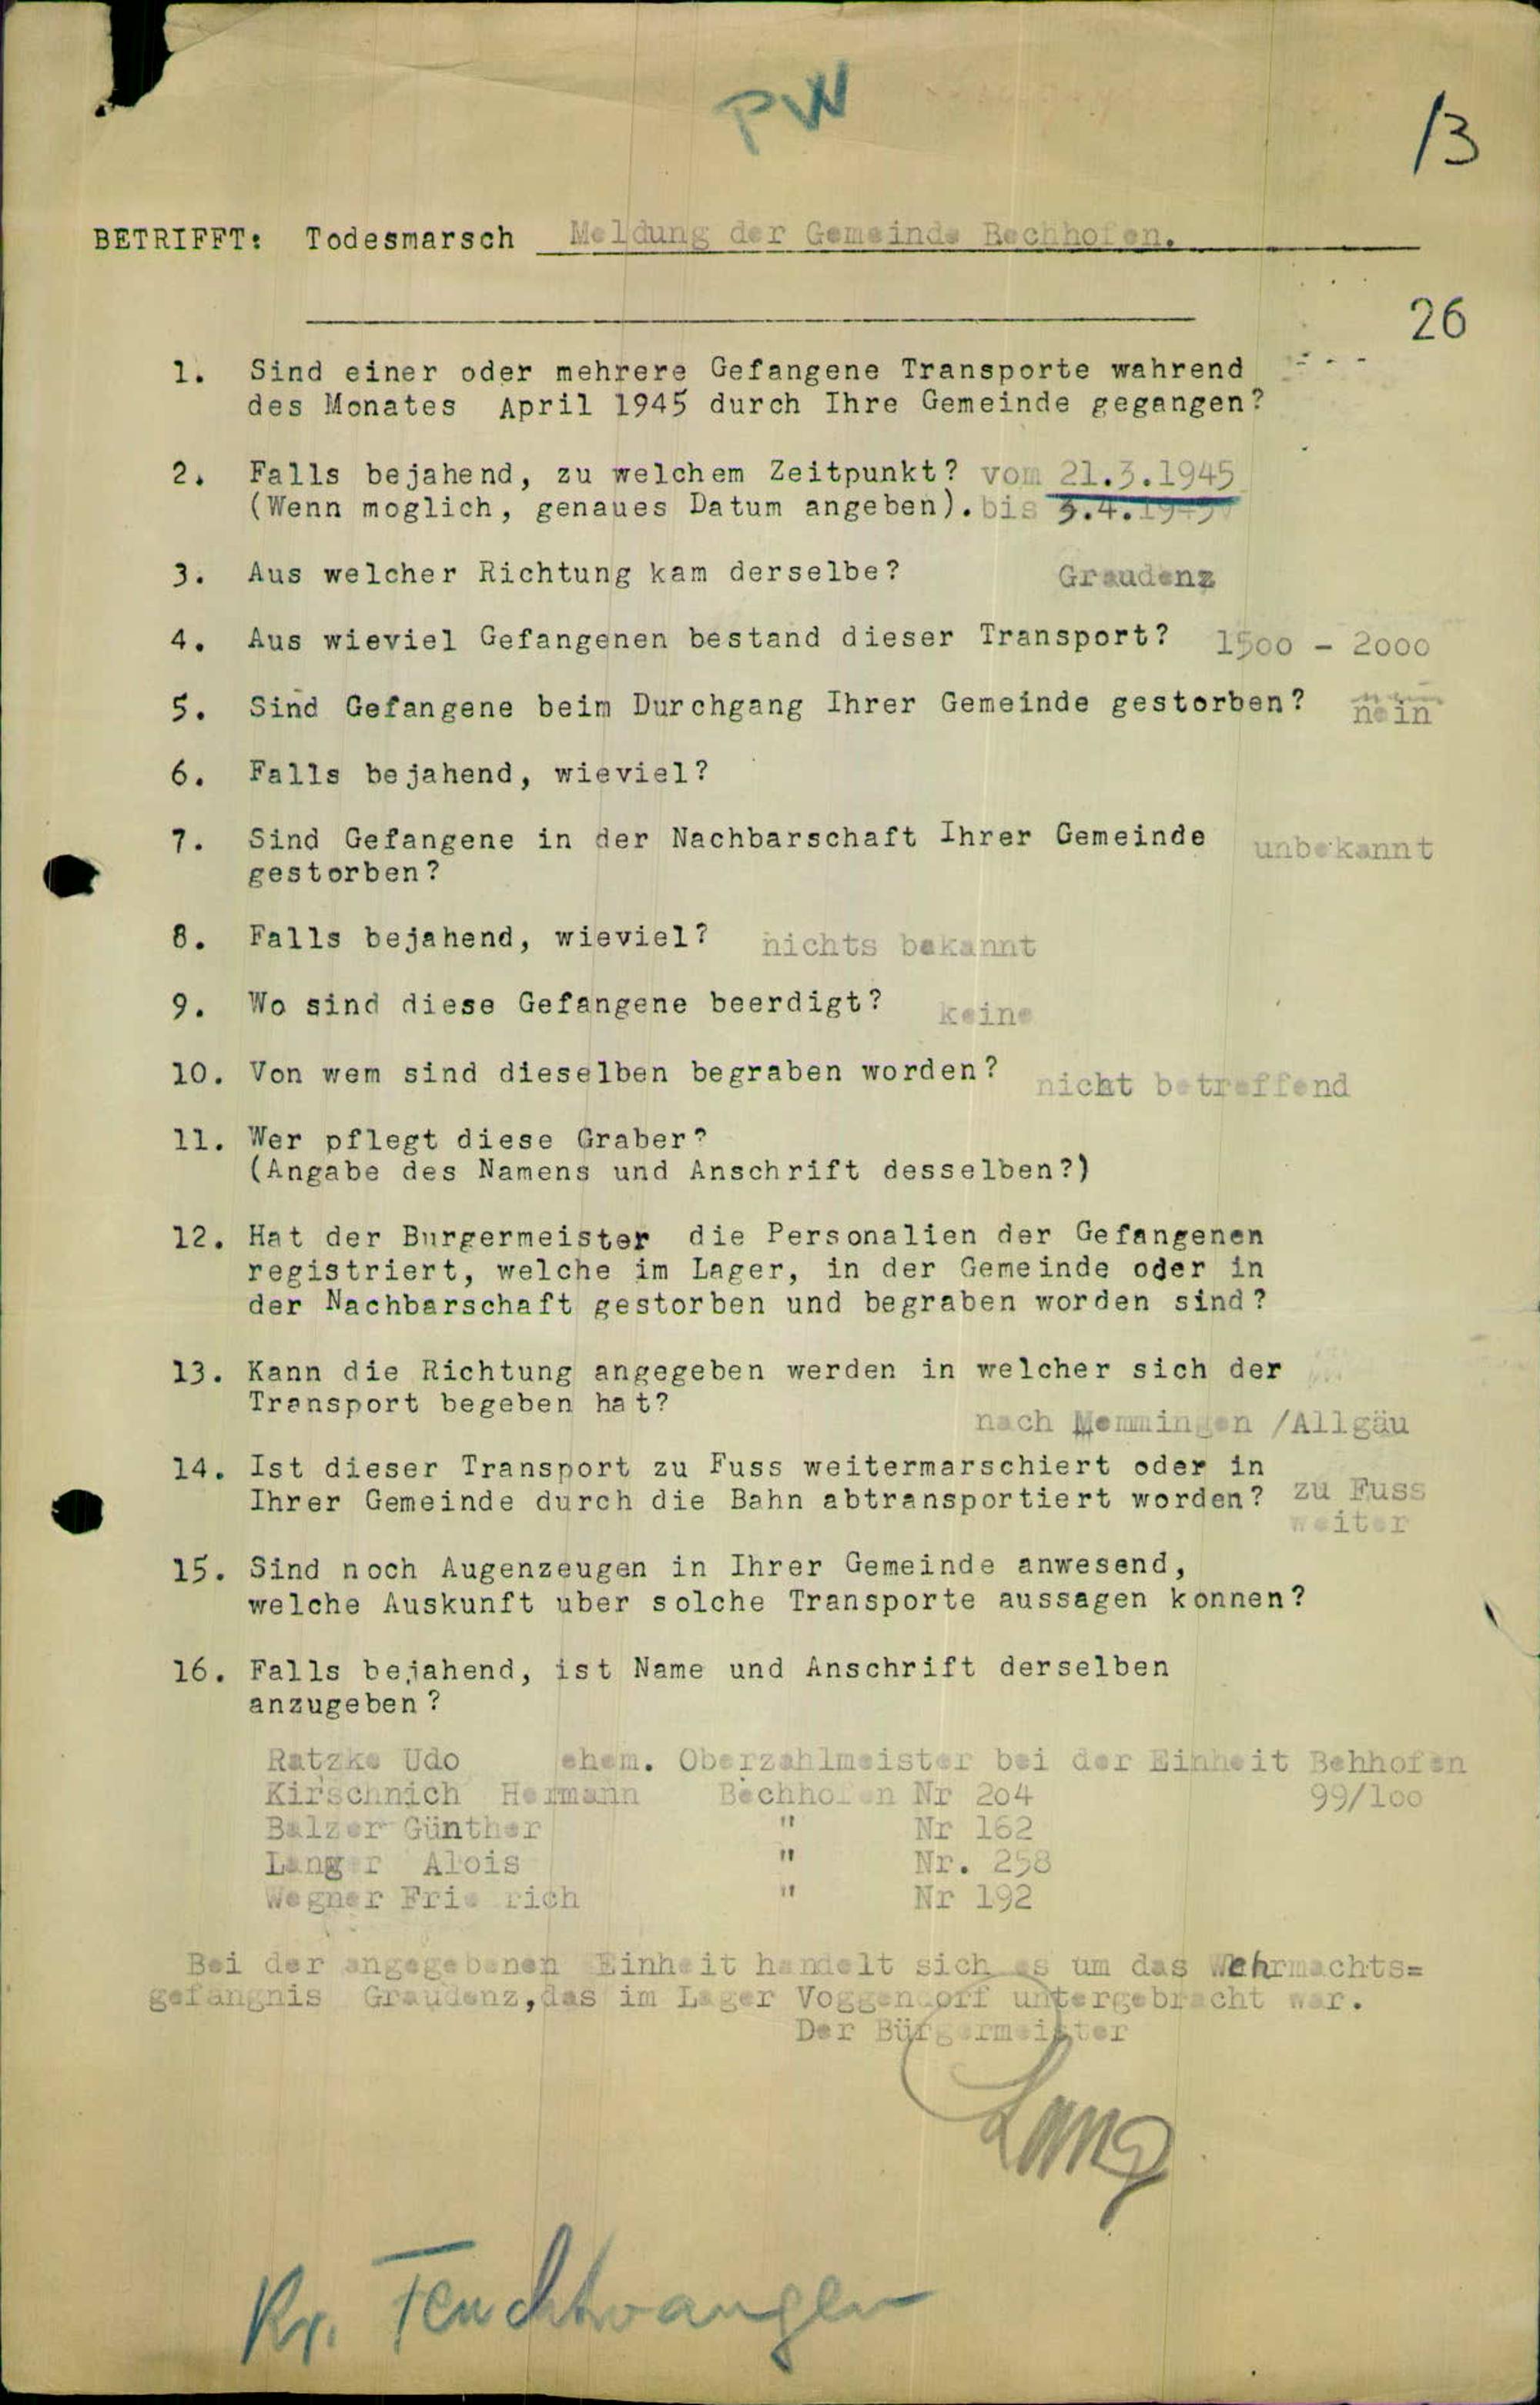 PW
13
BETRIFFT: Todesmarsch Meldung der Gemeinde Bechhofen.
26
1. Sind einer oder mehrere Gefangene Transporte wahrend
des Monates April 1945 durch Ihre Gemeinde gegangen?
2. Falls bejahend, zu welchem Zeitpunkt? vom 21.3.1945
(Wenn moglich, genaues Datum angeben). bis 3.4.1945
3. Aus welcher Richtung kam derselbe? Graudenz
4. Aus wieviel Gefangenen bestand dieser Transport? 1500 - 2000
5. Sind Gefangene beim Durchgang Ihrer Gemeinde gestorben? nein
6. Falls bejahend, wieviel?
7. Sind Gefangene in der Nachbarschaft Ihrer Gemeinde unbekannt
gestorben?
8. Falls bejahend, wieviel? nichts bekannt
9. Wo sind diese Gefangene beerdigt? keine
10. Von wem sind dieselben begraben worden? nicht betreffend
11. Wer pflegt diese Graber?
(Angabe des Namens und Anschrift desselben?)
12. Hat der Burgermeister die Personalien der Gefangenen
registriert, welche im Lager, in der Gemeinde oder in
der Nachbarschaft gestorben und begraben worden sind?
13. Kann die Richtung angegeben werden in welcher sich der
Transport begeben hat?
nach Memmingen /Allgäu
14. Ist dieser Transport zu Fuss weitermarschiert oder in
Ihrer Gemeinde durch die Bahn abtransportiert worden? zu Fuss
weiter
15. Sind noch Augenzeugen in Ihrer Gemeinde anwesend,
welche Auskunft uber solche Transporte aussagen konnen?
16. Falls bejahend, ist Name und Anschrift derselben
anzugeben?
Ratzke Udo ehem. Oberzahlmeister bei der Einheit Behhofen
Kirschnich Hermann Bechhofen Nr 204 99/100
Balzer Günther " Nr 162
Langer Alois " Nr. 258
Wegner Friedrich " Nr 192
Bei der angegebenen Einheit handelt sich es um das Wehrmachts=
gefangnis Graudenz,das im Lager Voggendorf untergebracht war.
Der Bürgermeister
Lang
Kr. Feuchtwangen